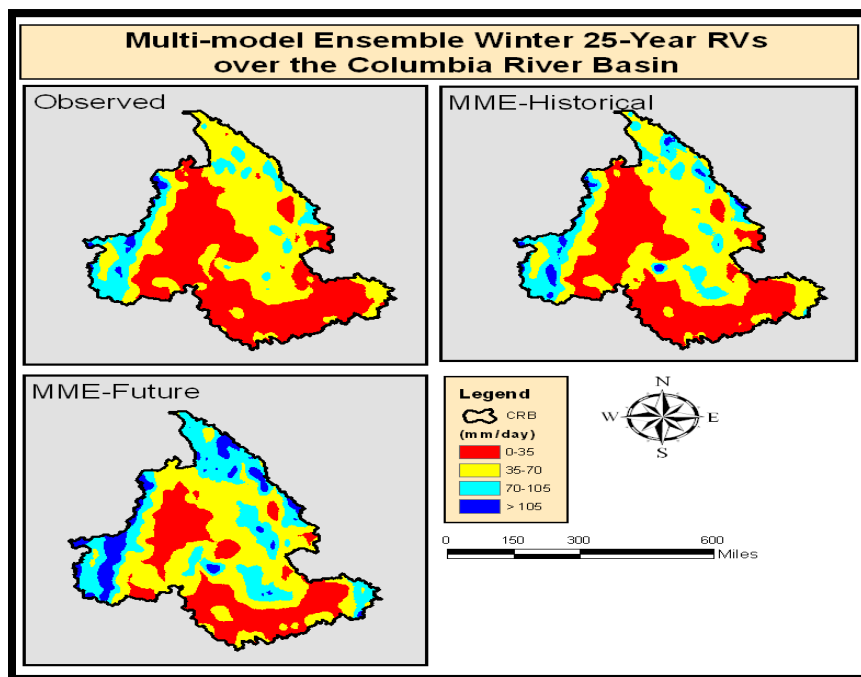 Multi-model Ensemble Winter 25-Year RVs
over the Columbia River Basin
Observed
MME-Historical
MME-Future
Legend
CRB
(mm/day)
0-35
35-70
70-105
> 105
N
W E
S
0 150 300 600
Miles